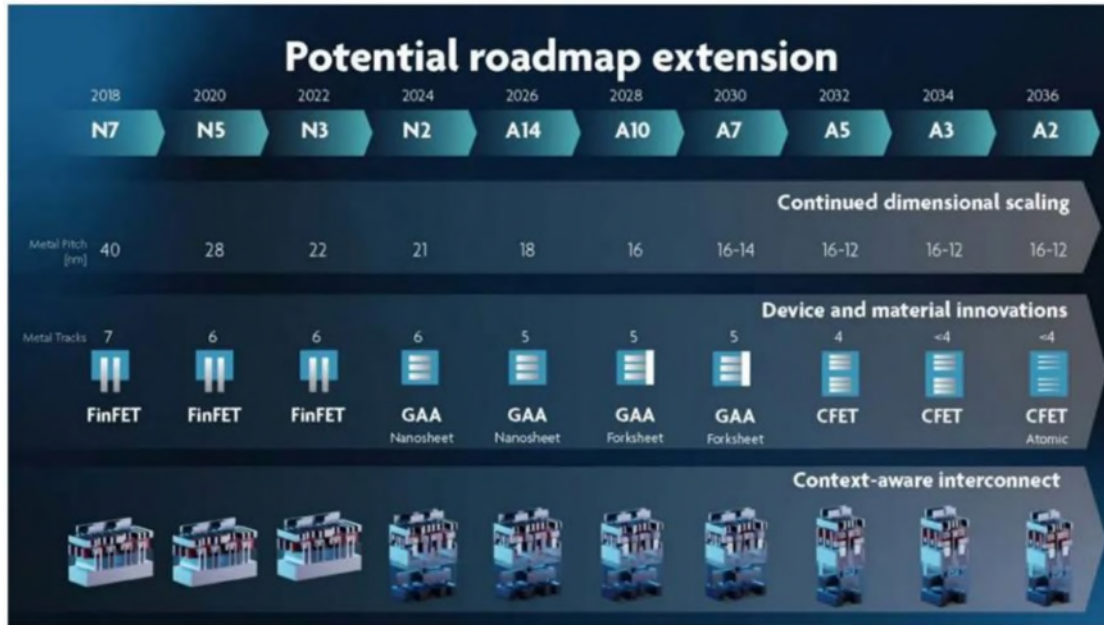 Potential roadmap extension
2018 2020 2022 2024 2026 2028 2030 2032 2034 2036
N7 N5 N3 N2 A14 A10 A7 A5 A3 A2
Continued dimensional scaling
Metal Pitch 40 28 22 21 18 16 16-14 16-12 16-12 16-12
[nm]
Device and material innovations
Metal Tracks 7 6 6 6 5 5 5 4 <4 <4
FinFET FinFET FinFET GAA GAA GAA GAA CFET CFET CFET
Nanosheet Nanosheet Forksheet Forksheet Atomic
Context-aware interconnect